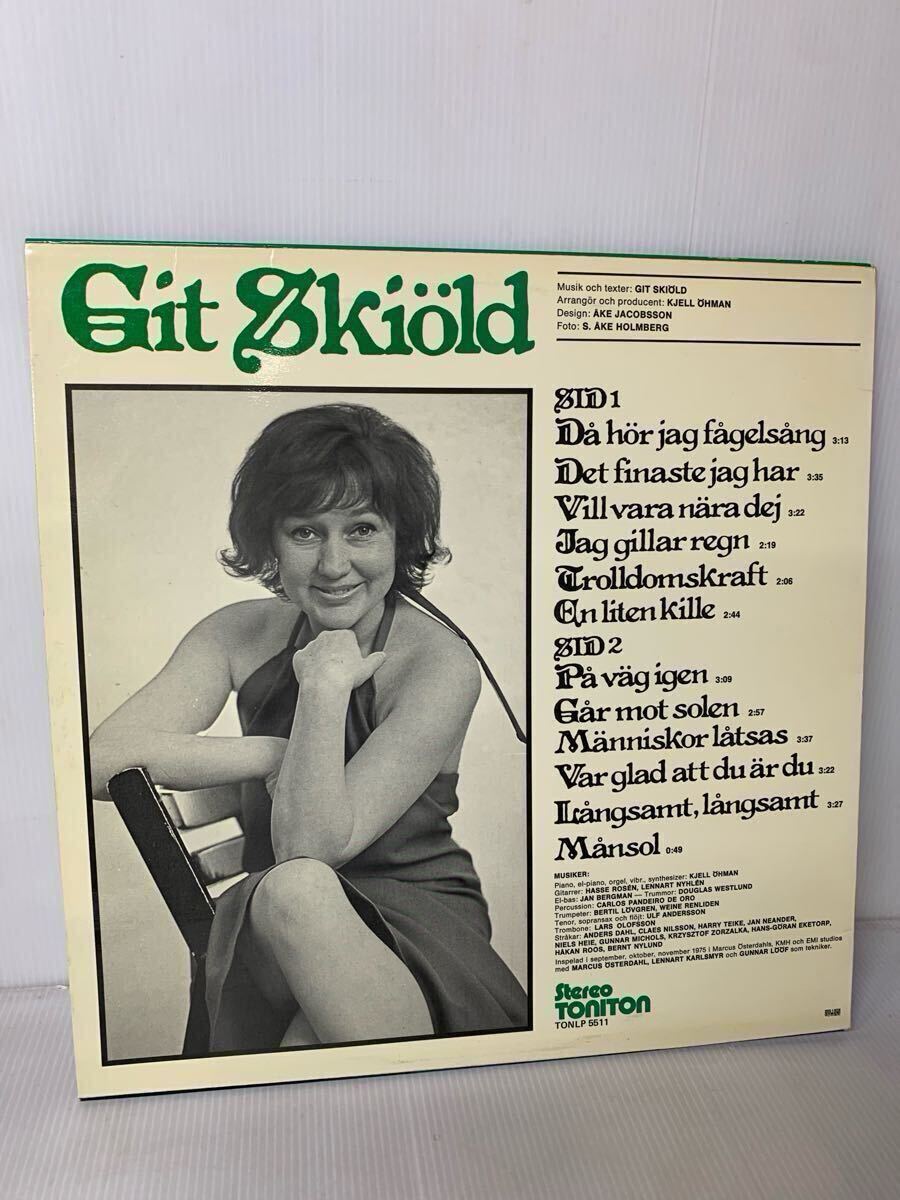 Git Skiöld
Musik och texter: GIT SKIÖLD
Arrangör och producent: KJELL ÖHMAN
Design: ÅKE JACOBSSON
Foto: S. ÅKE HOLMBERG
SID 1
Då hör jag fågelsång 3:13
Det finaste jag har 3:35
Vill vara nära dej 3:22
Jag gillar regn 2:19
Trolldomskraft 2:06
En liten kille 2:44
SID 2
På väg igen 3:09
Går mot solen 2:57
Människor låtsas 3:37
Var glad att du är du 3:22
Långsamt, långsamt 3:27
Månsol 0:49
MUSIKER:
Piano, el-piano, orgel, vibr., synthesizer: KJELL ÖHMAN
Gitarrer: HASSE ROSÉN, LENNART NYHLÉN
El-bas: JAN BERGMAN — Trummor: DOUGLAS WESTLUND
Percussion: CARLOS PANDEIRO DE ORO
Trumpeter: BERTIL LÖVGREN, WEINE RENLIDEN
Tenor, sopransax och flöjt: ULF ANDERSSON
Trombone: LARS OLOFSSON
Stråkar: ANDERS DAHL, CLAES NILSSON, HARRY TEIKE, JAN NEANDER,
NIELS HEIE, GUNNAR MICHOLS, KRZYSZTOF ZORZALKA, HANS-GÖRAN EKETORP,
HÅKAN ROOS, BERNT NYLUND
Inspelad i september, oktober, november 1975 i Marcus Österdahls, KMH och EMI studios
med MARCUS ÖSTERDAHL, LENNART KARLSMYR och GUNNAR LÖÖF som tekniker.
Stereo
TONITON
TONLP 5511